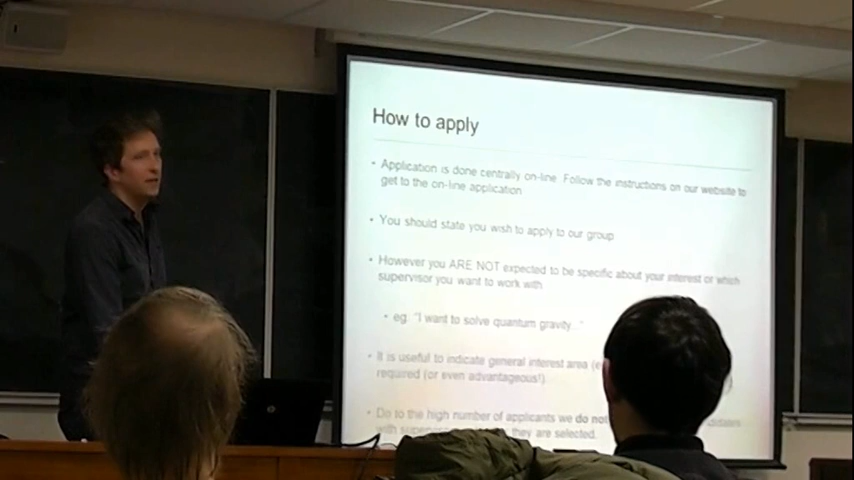 How to apply
• Application is done centrally on-line. Follow the instructions on our website to
get to the on-line application
• You should state you wish to apply to our group
• However you ARE NOT expected to be specific about your interest or which
supervisor you want to work with
• eg. "I want to solve quantum gravity..."
• It is useful to indicate general interest area (e
required (or even advantageous!)
• Do to the high number of applicants we do not
with they are selected.